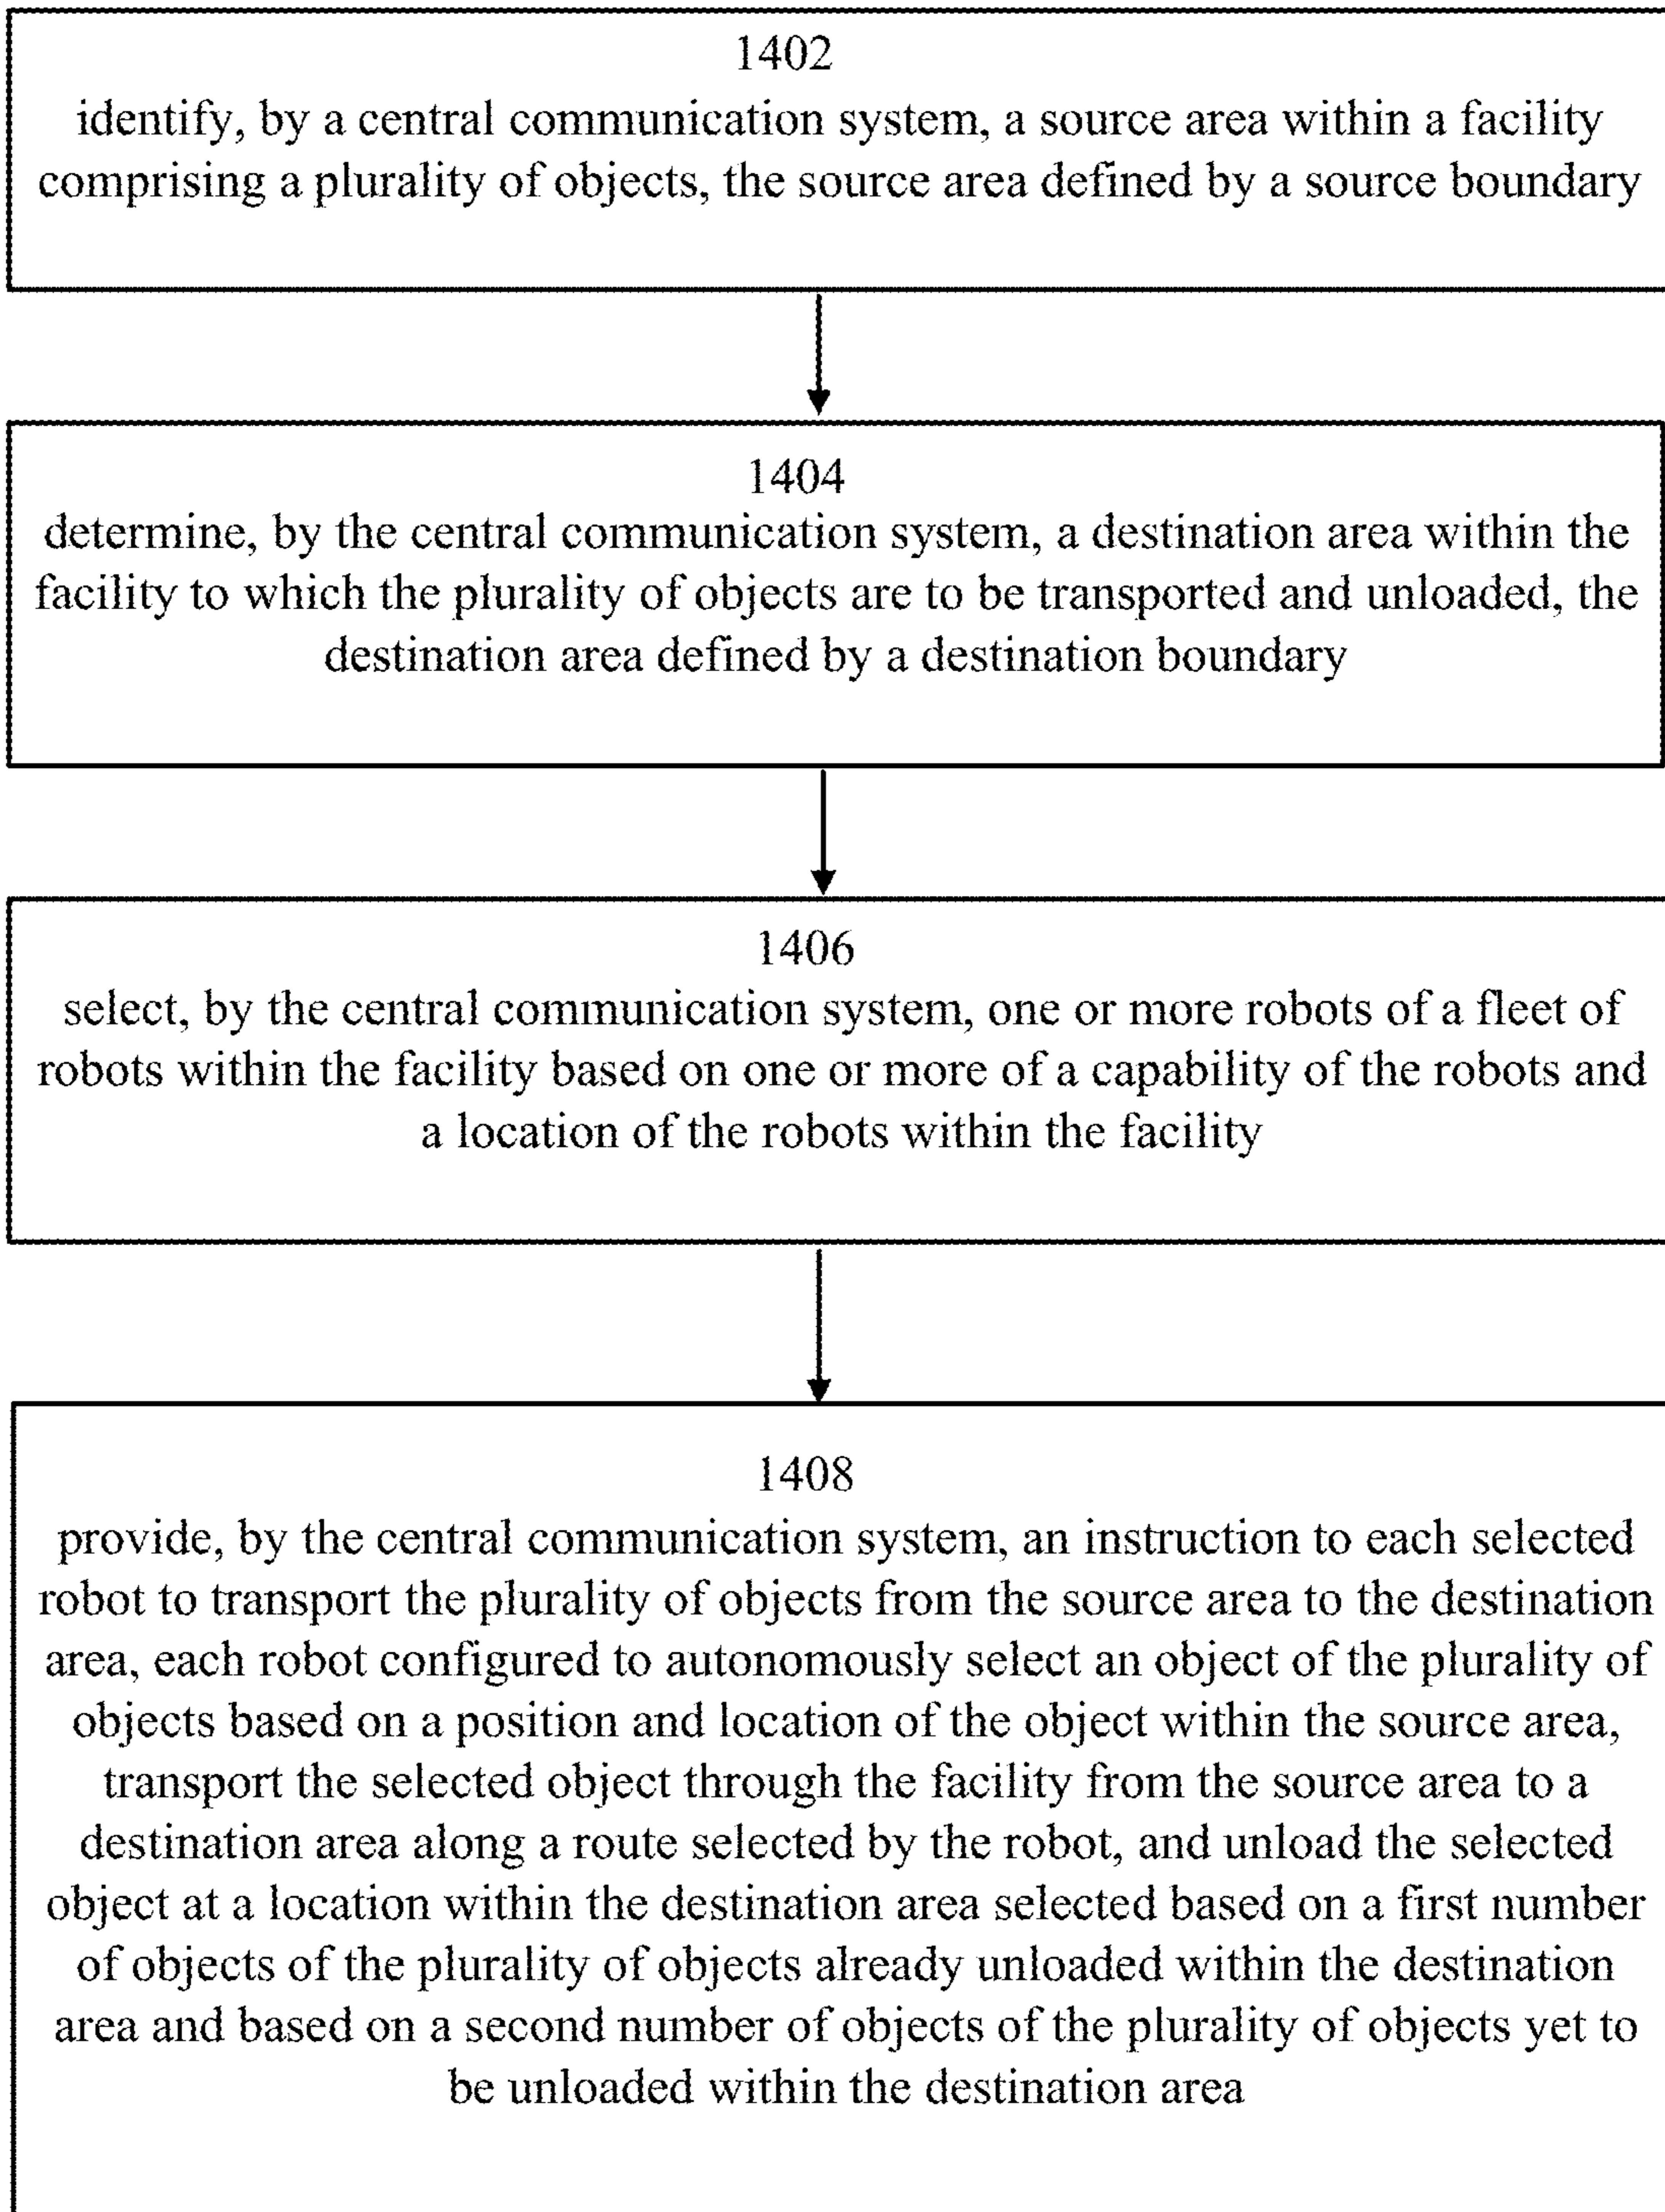 1402
identify, by a central communication system, a source area within a facility
comprising a plurality of objects, the source area defined by a source boundary
1404
determine, by the central communication system, a destination area within the
facility to which the plurality of objects are to be transported and unloaded, the
destination area defined by a destination boundary
1406
select, by the central communication system, one or more robots of a fleet of
robots within the facility based on one or more of a capability of the robots and
a location of the robots within the facility
1408
provide, by the central communication system, an instruction to each selected
robot to transport the plurality of objects from the source area to the destination
area, each robot configured to autonomously select an object of the plurality of
objects based on a position and location of the object within the source area,
transport the selected object through the facility from the source area to a
destination area along a route selected by the robot, and unload the selected
object at a location within the destination area selected based on a first number
of objects of the plurality of objects already unloaded within the destination
area and based on a second number of objects of the plurality of objects yet to
be unloaded within the destination area